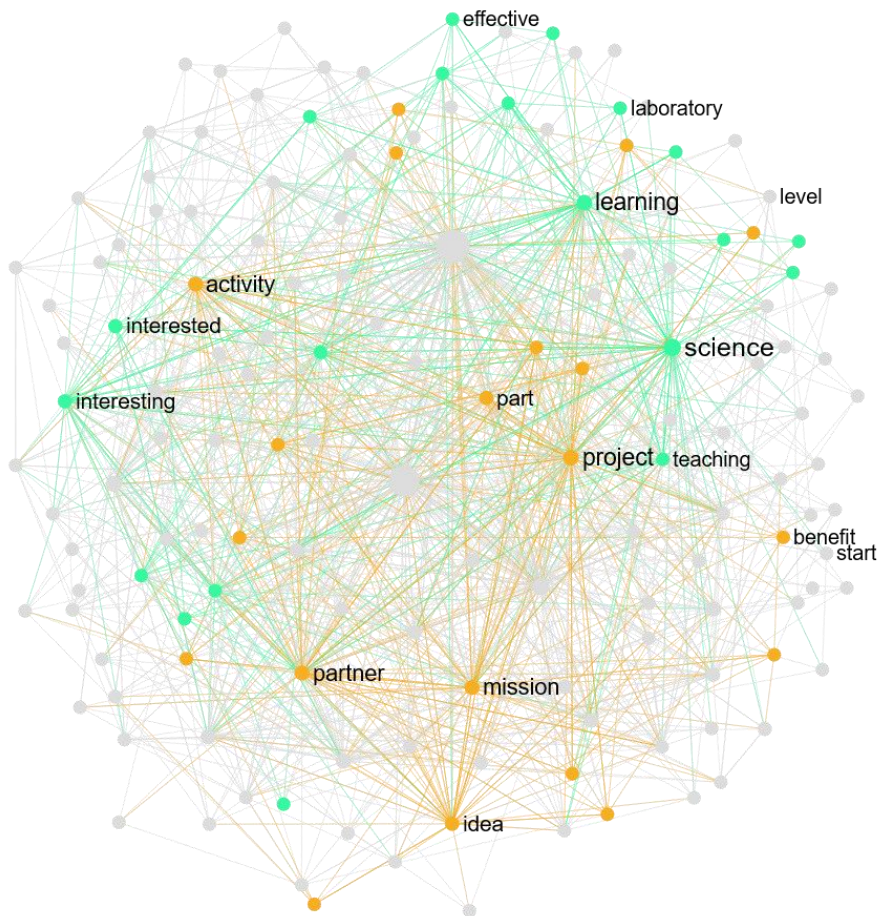 effective
laboratory
level
learning
activity
interested
science
interesting
part
project
teaching
benefit
start
partner
mission
idea